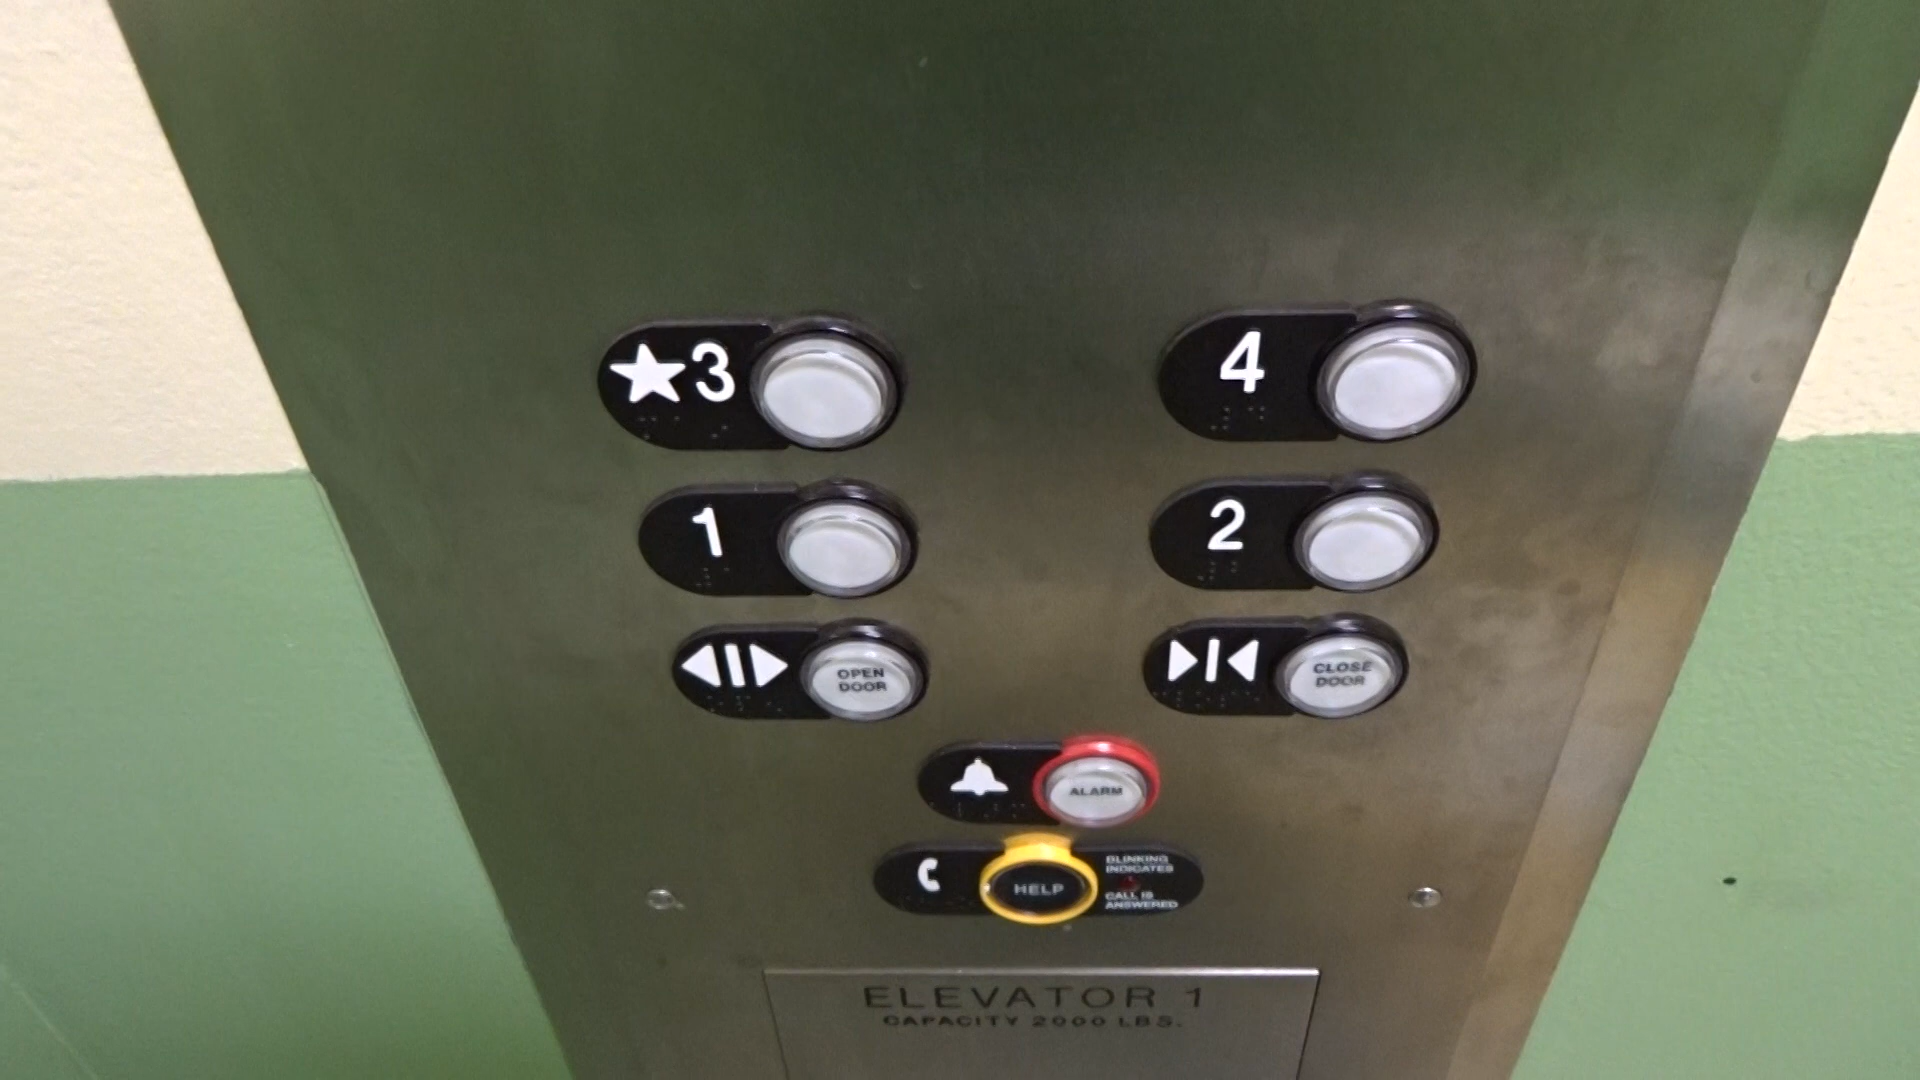 ★3
4
1
2
OPEN
DOOR
CLOSE
DOOR
ALARM
HELP
BLINKING
INDICATES
CALL IS
ANSWERED
ELEVATOR 1
CAPACITY 2000 LBS.